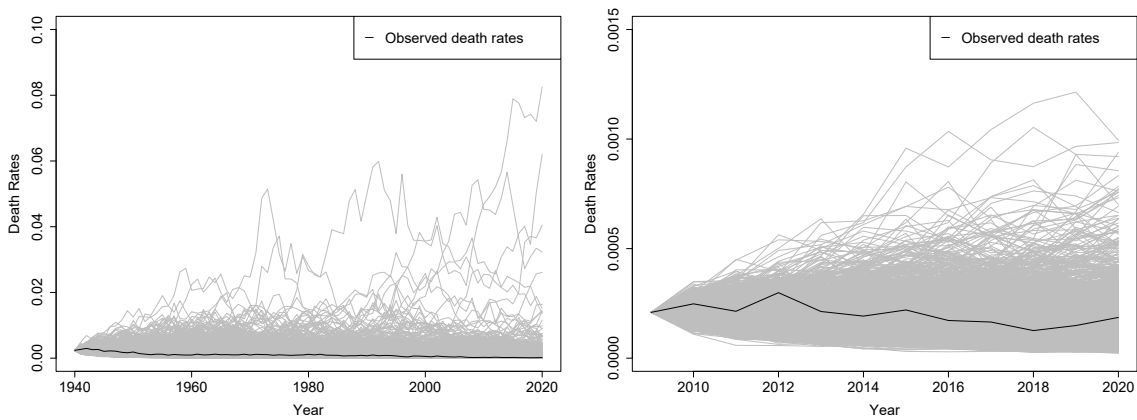 Observed death rates
Death Rates
0.00 0.02 0.04 0.06 0.08 0.10
1940 1960 1980 2000 2020
Year
Observed death rates
Death Rates
0.0000 0.0005 0.0010 0.0015
2010 2012 2014 2016 2018 2020
Year